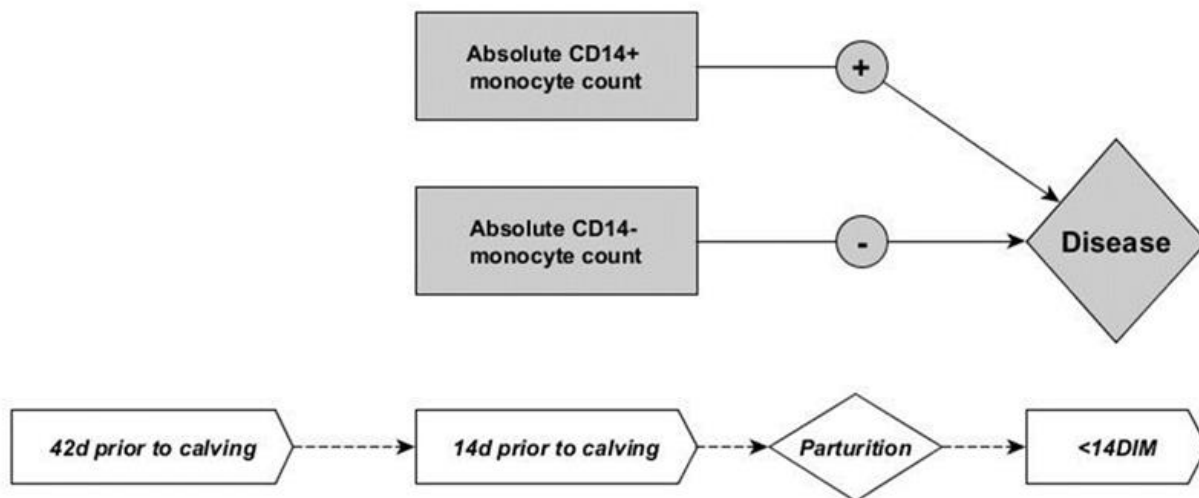 Absolute CD14+
monocyte count
+
Absolute CD14-
monocyte count
-
Disease
42d prior to calving
14d prior to calving
Parturition
<14DIM